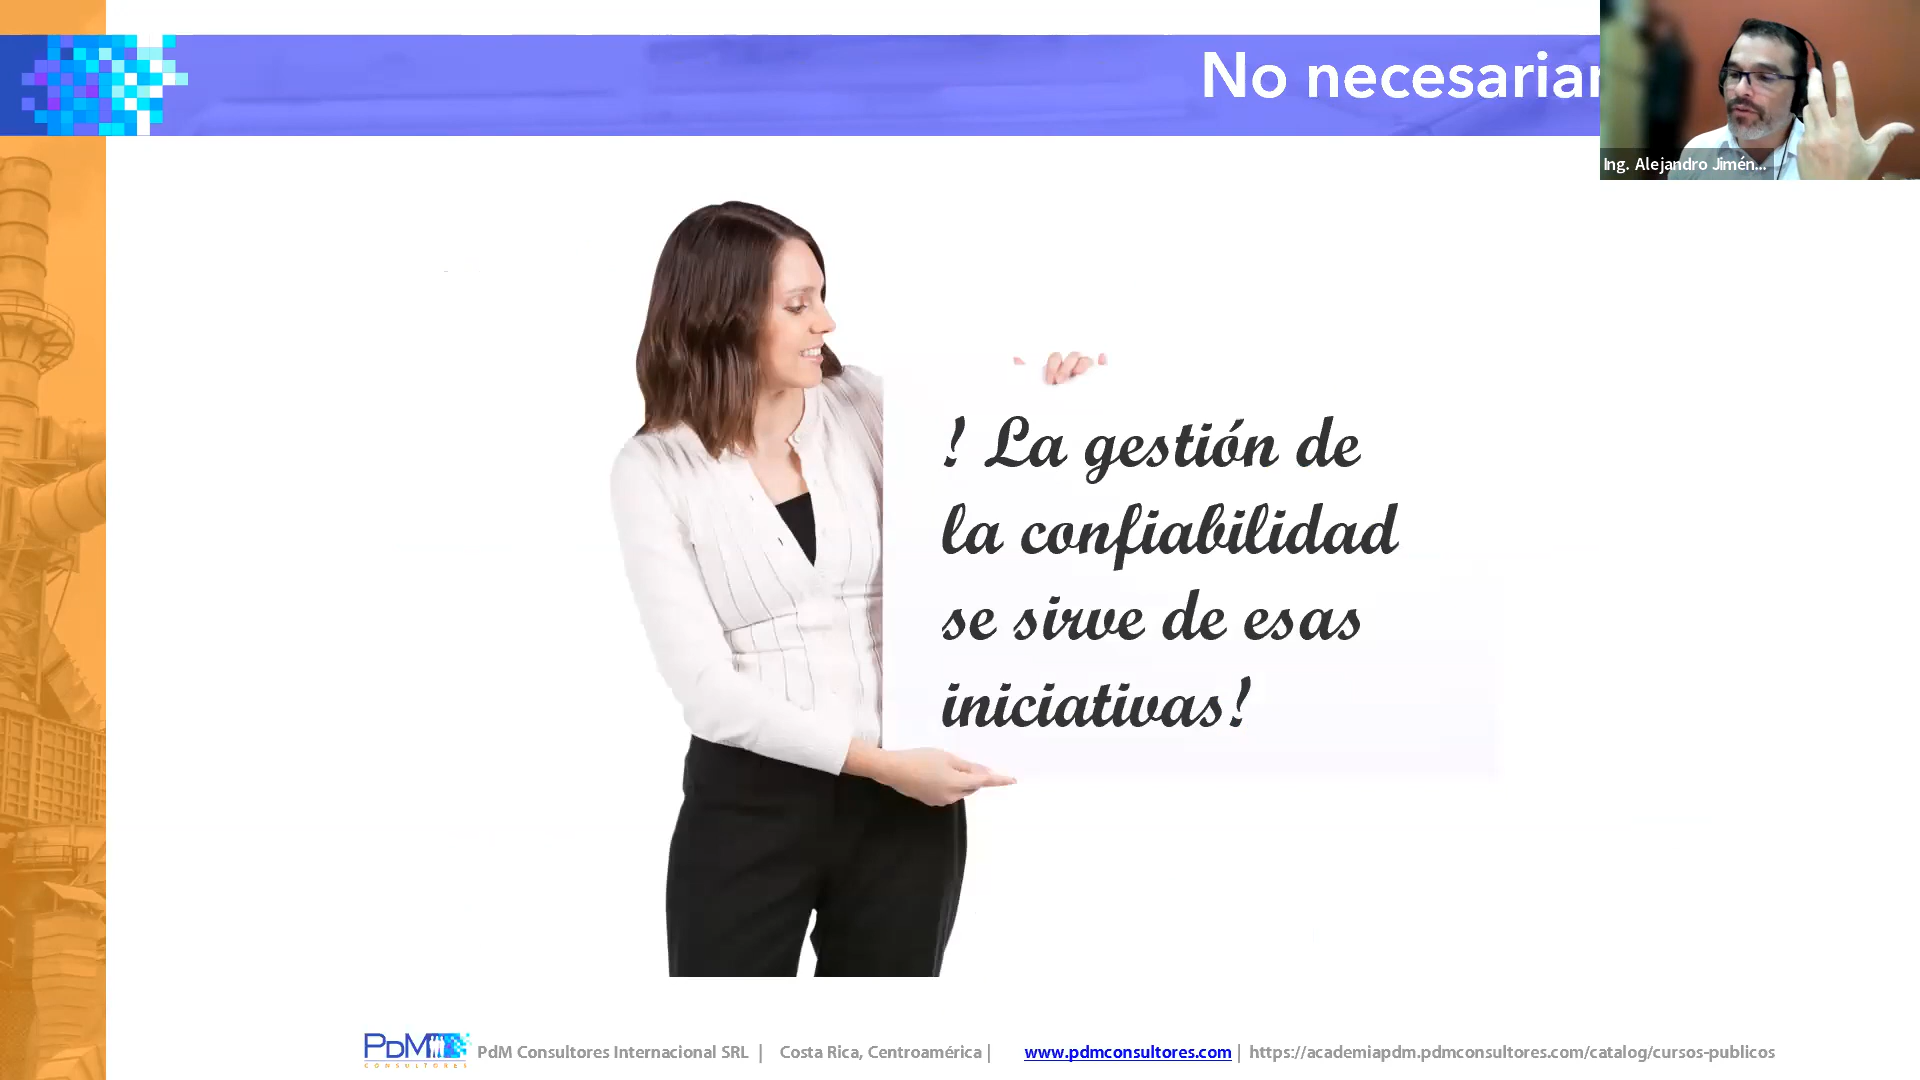 No necesariam
Ing. Alejandro Jimén...
! La gestión de
la confiabilidad
se sirve de esas
iniciativas!
PDM
CONSULTORES
PdM Consultores Internacional SRL | Costa Rica, Centroamérica | www.pdmconsultores.com | https://academiapdm.pdmconsultores.com/catalog/cursos-publicos